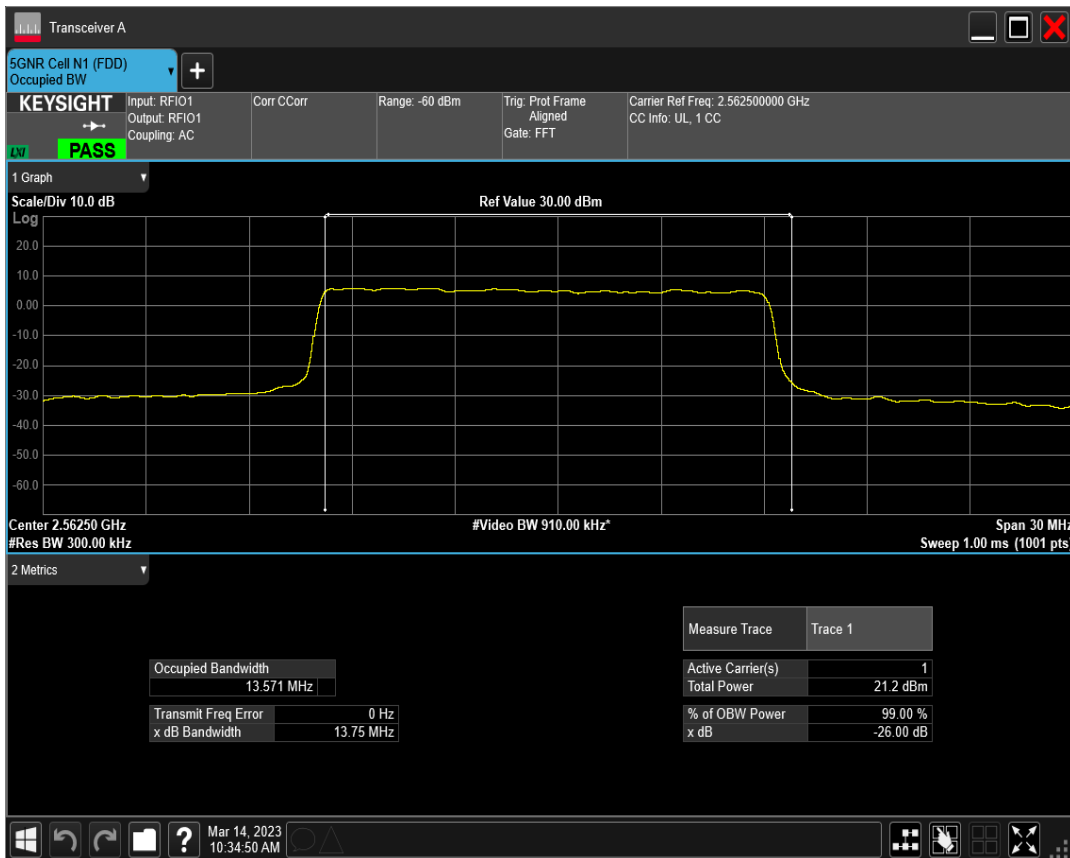 Transceiver A
5GNR Cell N1 (FDD)
Occupied BW
KEYSIGHT
LXI
PASS
Input: RFIO1
Output: RFIO1
Coupling: AC
Corr CCorr
Range: -60 dBm
Trig: Prot Frame
Aligned
Gate: FFT
Carrier Ref Freq: 2.562500000 GHz
CC Info: UL, 1 CC
1 Graph
Scale/Div 10.0 dB
Ref Value 30.00 dBm
Log
20.0
10.0
0.00
-10.0
-20.0
-30.0
-40.0
-50.0
-60.0
Center 2.56250 GHz
#Video BW 910.00 kHz*
Span 30 MHz
#Res BW 300.00 kHz
Sweep 1.00 ms (1001 pts)
2 Metrics
Measure Trace Trace 1
Occupied Bandwidth
13.571 MHz
Transmit Freq Error 0 Hz
x dB Bandwidth 13.75 MHz
Active Carrier(s) 1
Total Power 21.2 dBm
% of OBW Power 99.00 %
x dB -26.00 dB
?
Mar 14, 2023
10:34:50 AM